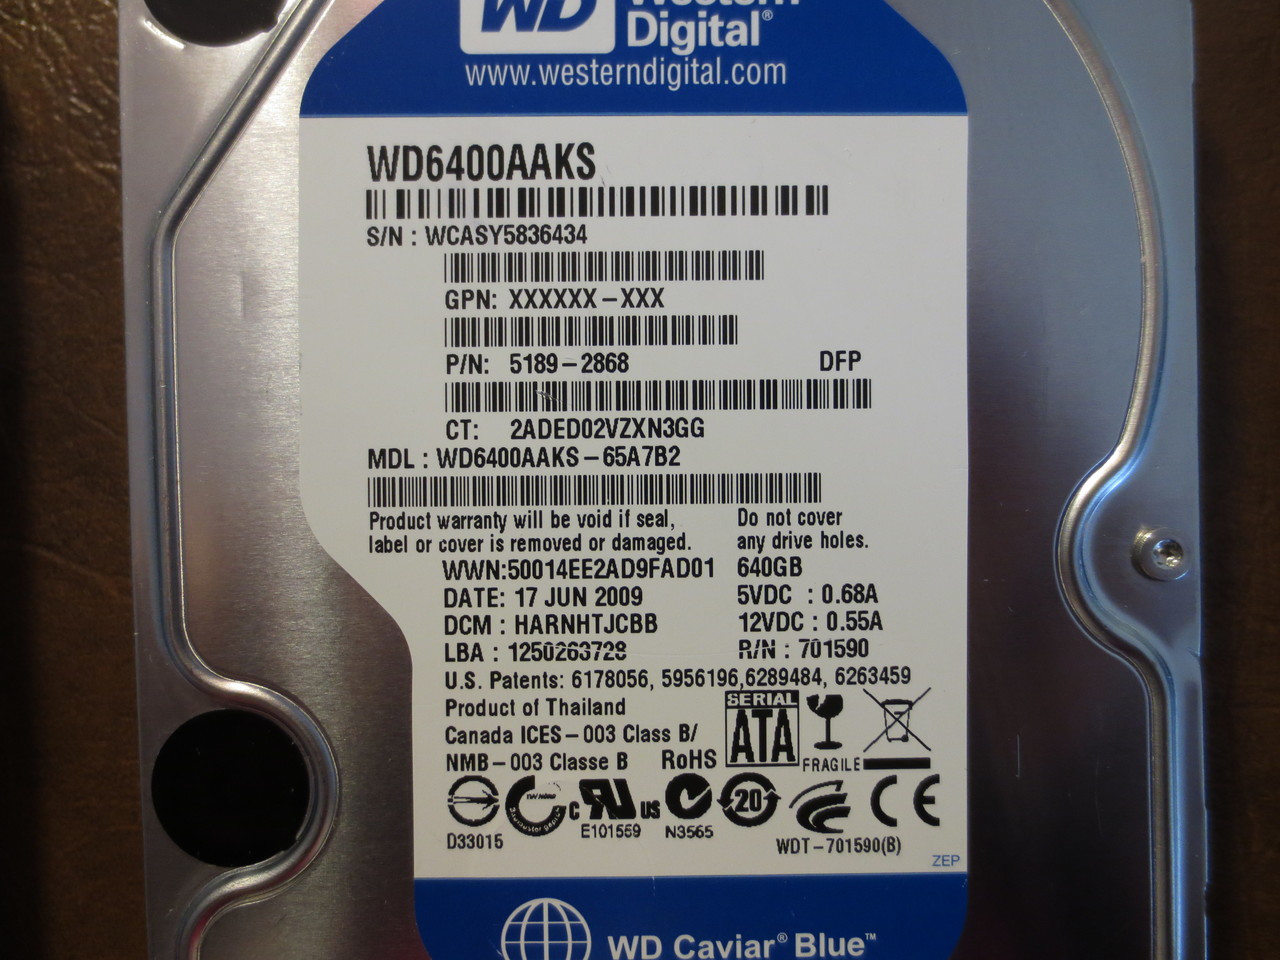 WD Western
Digital®
www.westerndigital.com
WD6400AAKS
S/N : WCASY5836434
GPN: XXXXXX-XXX
P/N: 5189-2868 DFP
CT: 2ADED02VZXN3GG
MDL : WD6400AAKS-65A7B2
Product warranty will be void if seal, Do not cover
label or cover is removed or damaged. any drive holes.
WWN:50014EE2AD9FAD01 640GB
DATE: 17 JUN 2009 5VDC : 0.68A
DCM : HARNHTJCBB 12VDC : 0.55A
LBA : 1250263728 R/N : 701590
U.S. Patents: 6178056, 5956196,6289484, 6263459
Product of Thailand
SERIAL
ATA
Canada ICES-003 Class B/
NMB-003 Classe B RoHS FRAGILE
c RU US 20 CE
D33015 E101559 N3565
WDT-701590(B)
ZEP
WD Caviar® Blue™